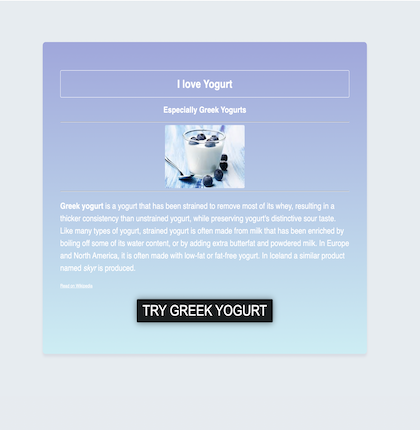 I love Yogurt
Especially Greek Yogurts
Greek yogurt is a yogurt that has been strained to remove most of its whey, resulting in a
thicker consistency than unstrained yogurt, while preserving yogurt's distinctive sour taste.
Like many types of yogurt, strained yogurt is often made from milk that has been enriched by
boiling off some of its water content, or by adding extra butterfat and powdered milk. In Europe
and North America, it is often made with low-fat or fat-free yogurt. In Iceland a similar product
named skyr is produced.
TRY GREEK YOGURT